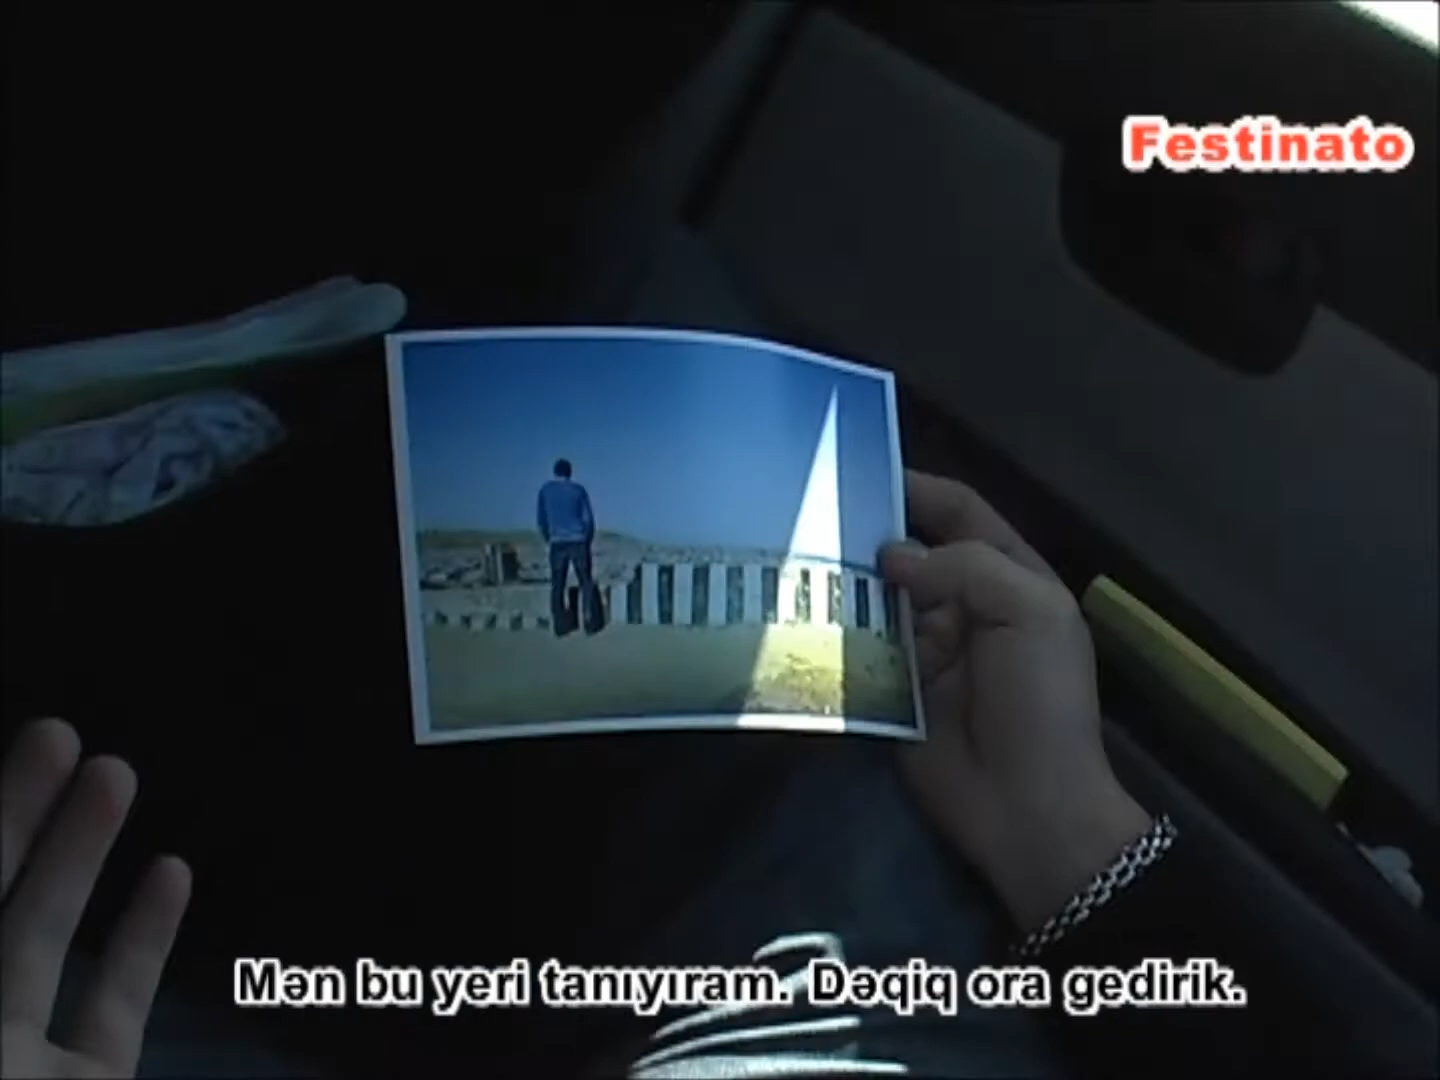 Festinato
Mən bu yeri tanıyıram. Dəqiq ora gedirik.